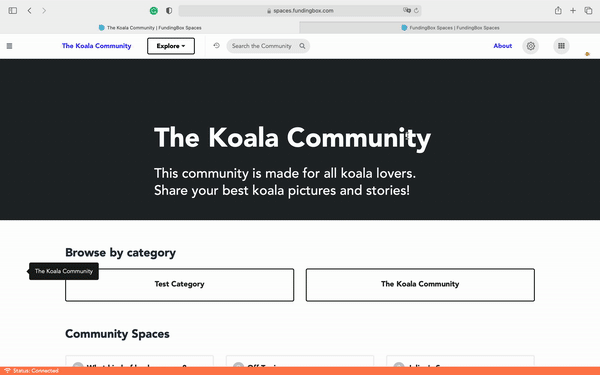 spaces.fundingbox.com
The Koala Community | FundingBox Spaces
FundingBox Spaces | FundingBox Spaces
The Koala Community
Explore
Search the Community
About
The Koala Community
This community is made for all koala lovers.
Share your best koala pictures and stories!
Browse by category
The Koala Community
Test Category
The Koala Community
Community Spaces
Status: Connected